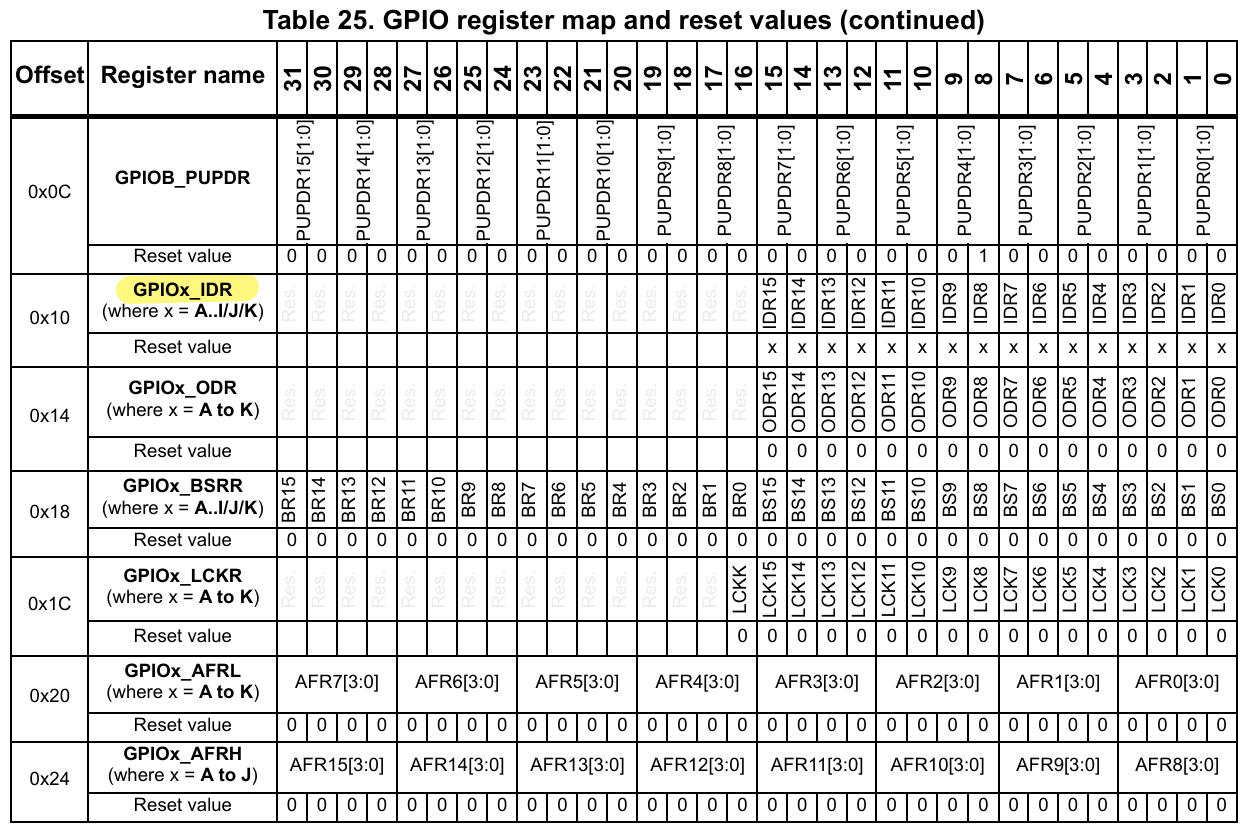 Table 25. GPIO register map and reset values (continued)
Offset Register name 31 30 29 28 27 26 25 24 23 22 21 20 19 18 17 16 15 14 13 12 11 10 9 8 7 6 5 4 3 2 1 0
0x0C GPIOB_PUPDR PUPDR15[1:0] PUPDR14[1:0] PUPDR13[1:0] PUPDR12[1:0] PUPDR11[1:0] PUPDR10[1:0] PUPDR9[1:0] PUPDR8[1:0] PUPDR7[1:0] PUPDR6[1:0] PUPDR5[1:0] PUPDR4[1:0] PUPDR3[1:0] PUPDR2[1:0] PUPDR1[1:0] PUPDR0[1:0]
Reset value 0 0 0 0 0 0 0 0 0 0 0 0 0 0 0 0 0 0 0 0 0 0 0 1 0 0 0 0 0 0 0 0
0x10 GPIOx_IDR Res. Res. Res. Res. Res. Res. Res. Res. Res. Res. Res. Res. Res. Res. Res. Res. IDR15 IDR14 IDR13 IDR12 IDR11 IDR10 IDR9 IDR8 IDR7 IDR6 IDR5 IDR4 IDR3 IDR2 IDR1 IDR0
(where x = A..I/J/K)
Reset value x x x x x x x x x x x x x x x x
0x14 GPIOx_ODR Res. Res. Res. Res. Res. Res. Res. Res. Res. Res. Res. Res. Res. Res. Res. Res. ODR15 ODR14 ODR13 ODR12 ODR11 ODR10 ODR9 ODR8 ODR7 ODR6 ODR5 ODR4 ODR3 ODR2 ODR1 ODR0
(where x = A to K)
Reset value 0 0 0 0 0 0 0 0 0 0 0 0 0 0 0 0
0x18 GPIOx_BSRR BR15 BR14 BR13 BR12 BR11 BR10 BR9 BR8 BR7 BR6 BR5 BR4 BR3 BR2 BR1 BR0 BS15 BS14 BS13 BS12 BS11 BS10 BS9 BS8 BS7 BS6 BS5 BS4 BS3 BS2 BS1 BS0
(where x = A..I/J/K)
Reset value 0 0 0 0 0 0 0 0 0 0 0 0 0 0 0 0 0 0 0 0 0 0 0 0 0 0 0 0 0 0 0 0
0x1C GPIOx_LCKR Res. Res. Res. Res. Res. Res. Res. Res. Res. Res. Res. Res. Res. Res. Res. LCKK LCK15 LCK14 LCK13 LCK12 LCK11 LCK10 LCK9 LCK8 LCK7 LCK6 LCK5 LCK4 LCK3 LCK2 LCK1 LCK0
(where x = A to K)
Reset value 0 0 0 0 0 0 0 0 0 0 0 0 0 0 0 0 0
0x20 GPIOx_AFRL AFR7[3:0] AFR6[3:0] AFR5[3:0] AFR4[3:0] AFR3[3:0] AFR2[3:0] AFR1[3:0] AFR0[3:0]
(where x = A to K)
Reset value 0 0 0 0 0 0 0 0 0 0 0 0 0 0 0 0 0 0 0 0 0 0 0 0 0 0 0 0 0 0 0 0
0x24 GPIOx_AFRH AFR15[3:0] AFR14[3:0] AFR13[3:0] AFR12[3:0] AFR11[3:0] AFR10[3:0] AFR9[3:0] AFR8[3:0]
(where x = A to J)
Reset value 0 0 0 0 0 0 0 0 0 0 0 0 0 0 0 0 0 0 0 0 0 0 0 0 0 0 0 0 0 0 0 0